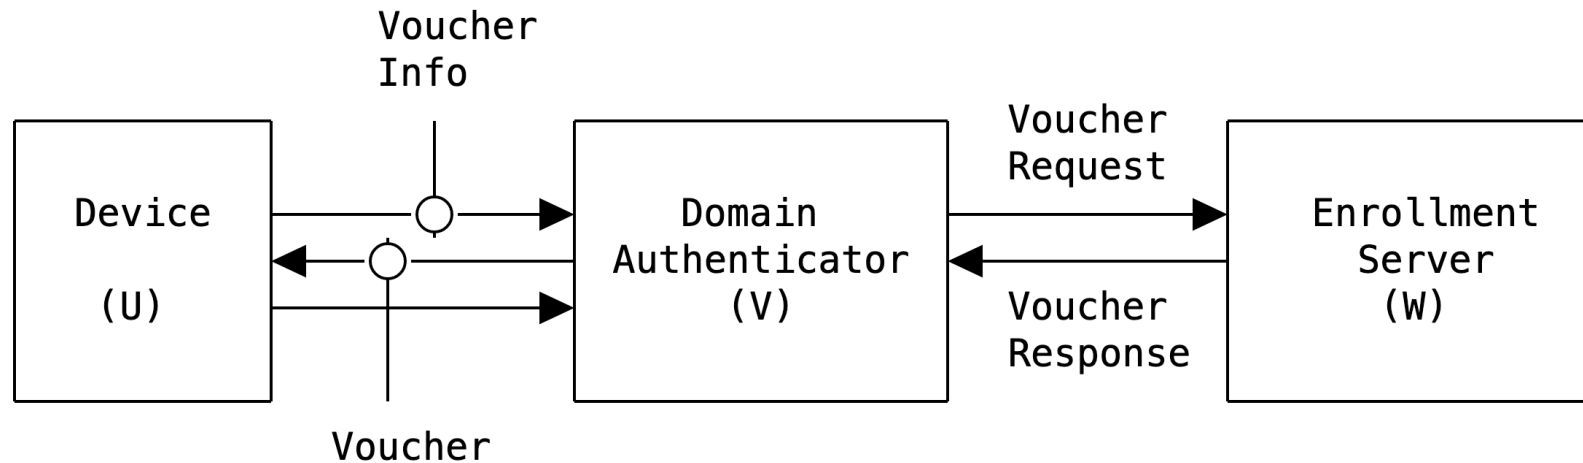 Voucher
Info
Voucher
Request
Device
(U)
Domain
Authenticator
(V)
Enrollment
Server
(W)
Voucher
Response
Voucher